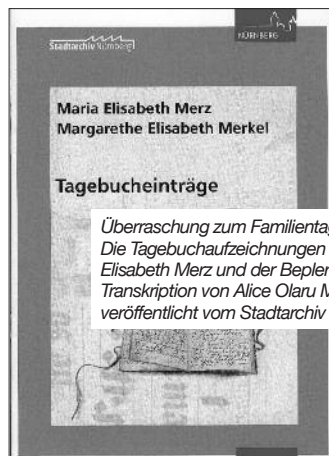 Stadtarchiv Nürnberg
NÜRNBERG
Maria Elisabeth Merz
Margarethe Elisabeth Merkel
Tagebucheinträge
Überraschung zum Familientag
Die Tagebuchaufzeichnungen
Elisabeth Merz und der Bepler
Transkription von Alice Olaru M
veröffentlicht vom Stadtarchiv